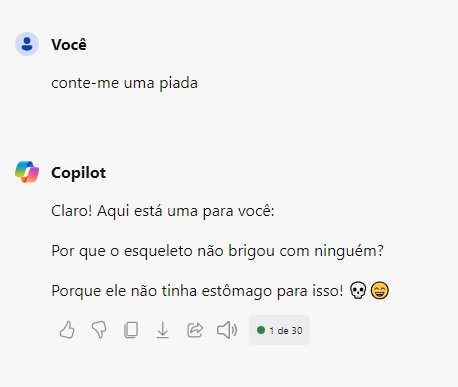 Você
conte-me uma piada
Copilot
Claro! Aqui está uma para você:
Por que o esqueleto não brigou com ninguém?
Porque ele não tinha estômago para isso! 💀😄
1 de 30